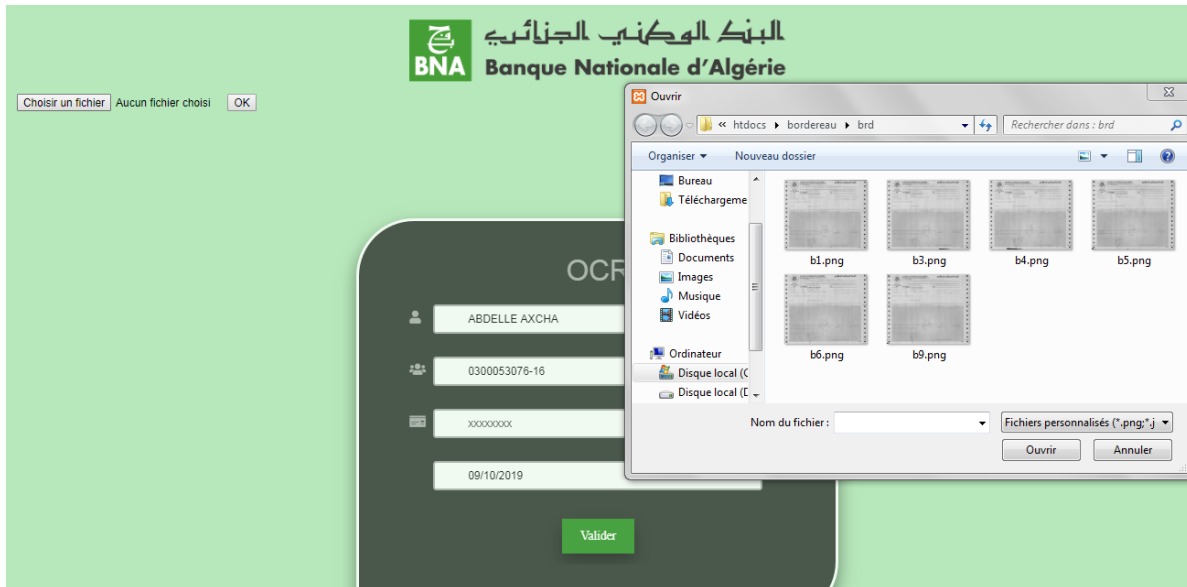 البنك الوطني الجزائري
BNA Banque Nationale d'Algérie
Choisir un fichier Aucun fichier choisi OK
Ouvrir
« htdocs bordereau brd
Rechercher dans : brd
Organiser Nouveau dossier
Bureau
Téléchargeme
Bibliothèques
Documents
Images
Musique
Vidéos
Ordinateur
Disque local (C
Disque local (D
b1.png b3.png b4.png b5.png
b6.png b9.png
Nom du fichier :
Fichiers personnalisés (*.png;*.j
Ouvrir Annuler
OCR
ABDELLE AXCHA
0300053076-16
xxxxxxxx
09/10/2019
Valider